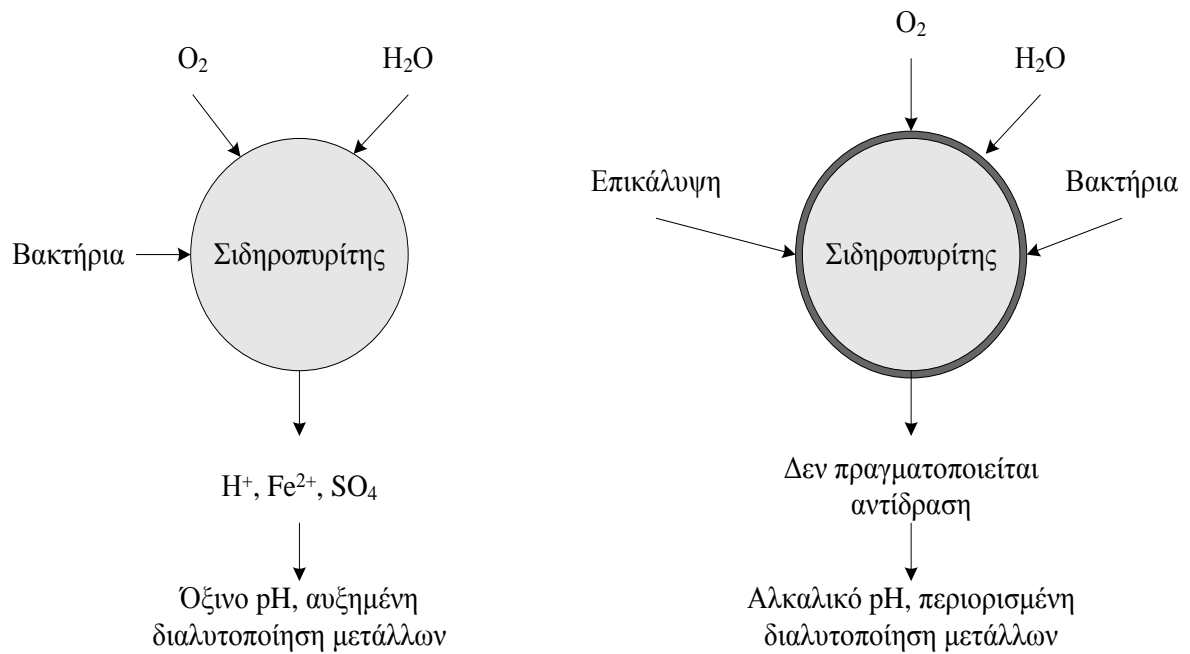 O₂
H₂O
Βακτήρια
Σιδηροπυρίτης
H⁺, Fe²⁺, SO₄
Όξινο pH, αυξημένη
διαλυτοποίηση μετάλλων
O₂
H₂O
Επικάλυψη
Βακτήρια
Σιδηροπυρίτης
Δεν πραγματοποιείται
αντίδραση
Αλκαλικό pH, περιορισμένη
διαλυτοποίηση μετάλλων